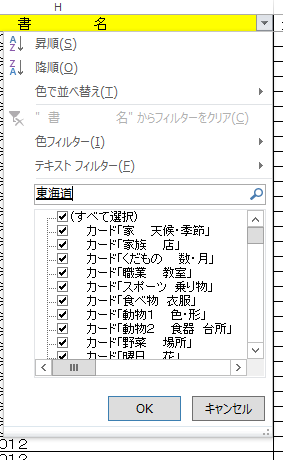 H
書 名
昇順(S)
降順(O)
色で並べ替え(T)
" 書 名" からフィルターをクリア(C)
色フィルター(I)
テキスト フィルター(F)
東海道
(すべて選択)
カード「家 天候・季節」
カード「家族 店」
カード「くだもの 数・月」
カード「職業 教室」
カード「スポーツ 乗り物」
カード「食べ物 衣服」
カード「動物1 色・形」
カード「動物2 食器 台所」
カード「野菜 場所」
カード「曜日 花」
OK キャンセル
012